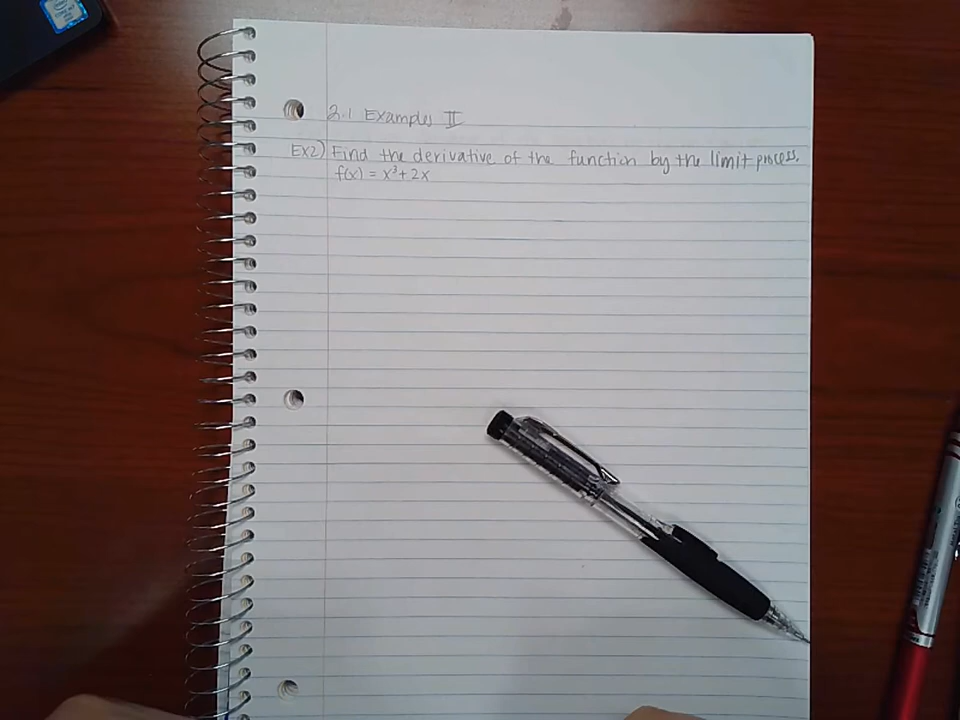 2.1 Examples II
Ex2) Find the derivative of the function by the limit process.
f(x) = x³ + 2x